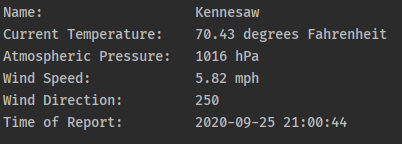 Name: Kennesaw
Current Temperature: 70.43 degrees Fahrenheit
Atmospheric Pressure: 1016 hPa
Wind Speed: 5.82 mph
Wind Direction: 250
Time of Report: 2020-09-25 21:00:44